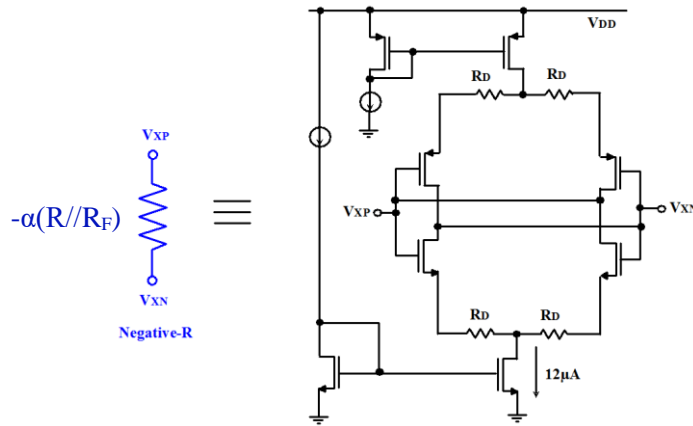 VDD
RD RD
VXP
-α(R//RF)
VXP
VXN
VXN
Negative-R
RD RD
12µA